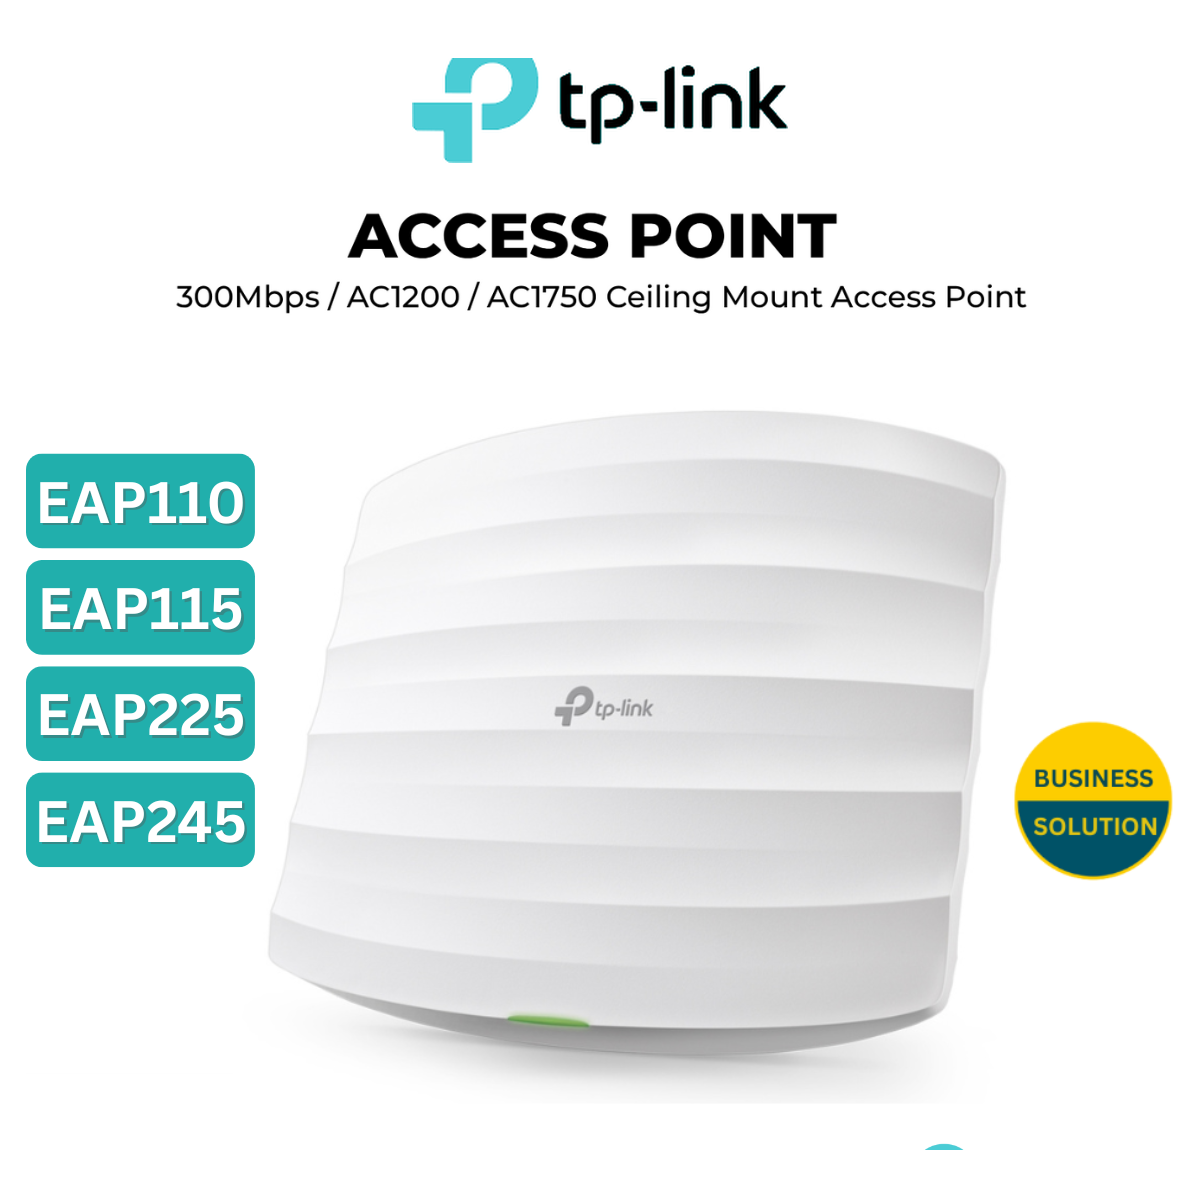 tp-link
ACCESS POINT
300Mbps / AC1200 / AC1750 Ceiling Mount Access Point
EAP110
EAP115
EAP225
EAP245
tp-link
BUSINESS
SOLUTION